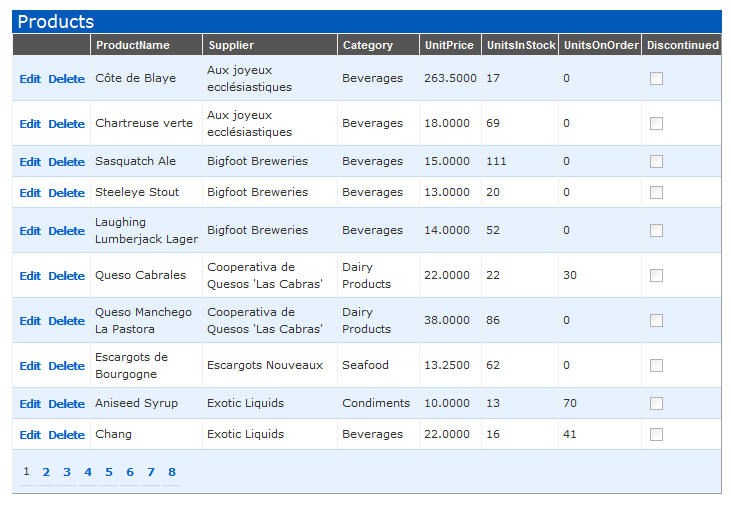 Products
ProductName Supplier Category UnitPrice UnitsInStock UnitsOnOrder Discontinued
Edit Delete Côte de Blaye Aux joyeux ecclésiastiques Beverages 263.5000 17 0
Edit Delete Chartreuse verte Aux joyeux ecclésiastiques Beverages 18.0000 69 0
Edit Delete Sasquatch Ale Bigfoot Breweries Beverages 15.0000 111 0
Edit Delete Steeleye Stout Bigfoot Breweries Beverages 13.0000 20 0
Edit Delete Laughing Lumberjack Lager Bigfoot Breweries Beverages 14.0000 52 0
Edit Delete Queso Cabrales Cooperativa de Quesos 'Las Cabras' Dairy Products 22.0000 22 30
Edit Delete Queso Manchego La Pastora Cooperativa de Quesos 'Las Cabras' Dairy Products 38.0000 86 0
Edit Delete Escargots de Bourgogne Escargots Nouveaux Seafood 13.2500 62 0
Edit Delete Aniseed Syrup Exotic Liquids Condiments 10.0000 13 70
Edit Delete Chang Exotic Liquids Beverages 22.0000 16 41
1 2 3 4 5 6 7 8